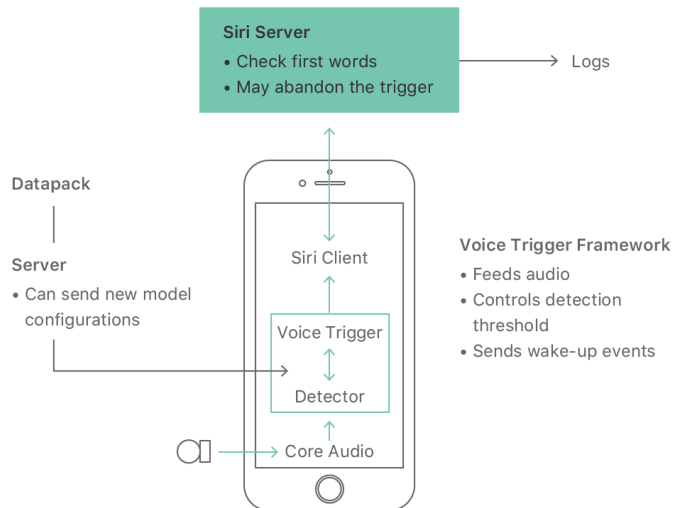 Siri Server
• Check first words
• May abandon the trigger
Logs
Datapack
Server
• Can send new model
configurations
Siri Client
Voice Trigger
Detector
Core Audio
Voice Trigger Framework
• Feeds audio
• Controls detection
threshold
• Sends wake-up events